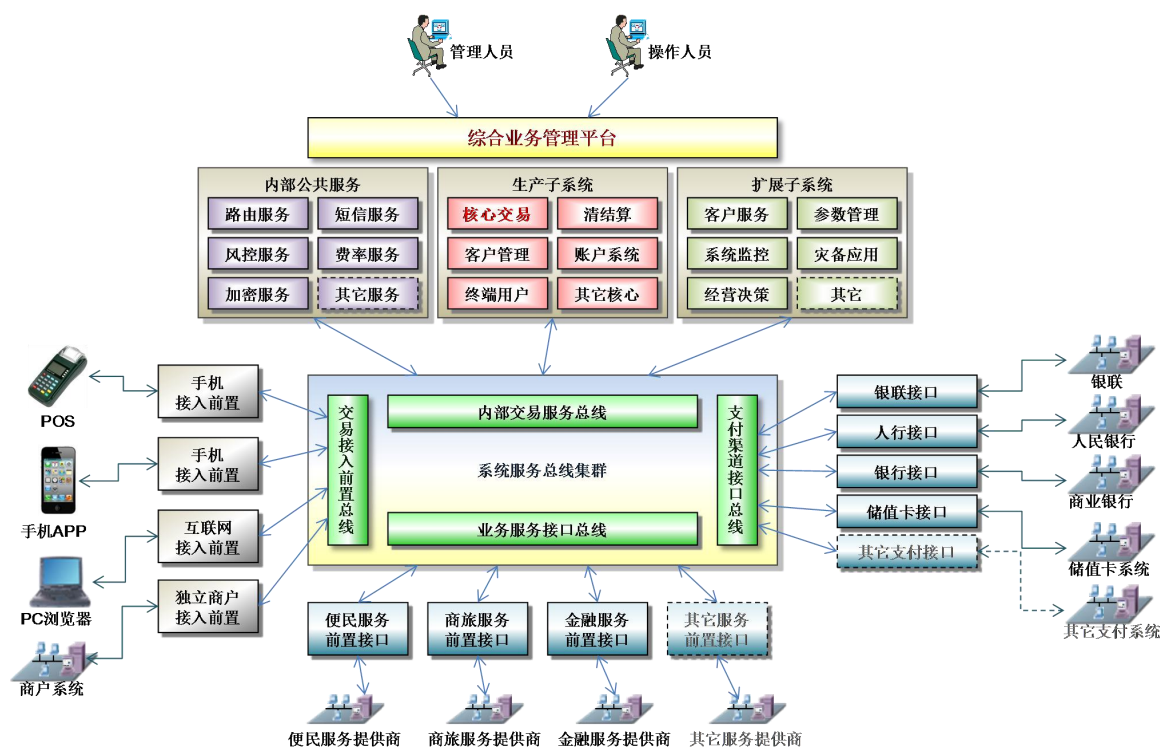 管理人员
操作人员
综合业务管理平台
内部公共服务
路由服务
短信服务
风控服务
费率服务
加密服务
其它服务
生产子系统
核心交易
清结算
客户管理
账户系统
终端用户
其它核心
扩展子系统
客户服务
参数管理
系统监控
灾备应用
经营决策
其它
POS
手机APP
PC浏览器
商户系统
手机
接入前置
手机
接入前置
互联网
接入前置
独立商户
接入前置
交易接入前置总线
内部交易服务总线
系统服务总线集群
业务服务接口总线
支付渠道接口总线
银联接口
人行接口
银行接口
储值卡接口
其它支付接口
银联
人民银行
商业银行
储值卡系统
其它支付系统
便民服务
前置接口
商旅服务
前置接口
金融服务
前置接口
其它服务
前置接口
便民服务提供商
商旅服务提供商
金融服务提供商
其它服务提供商